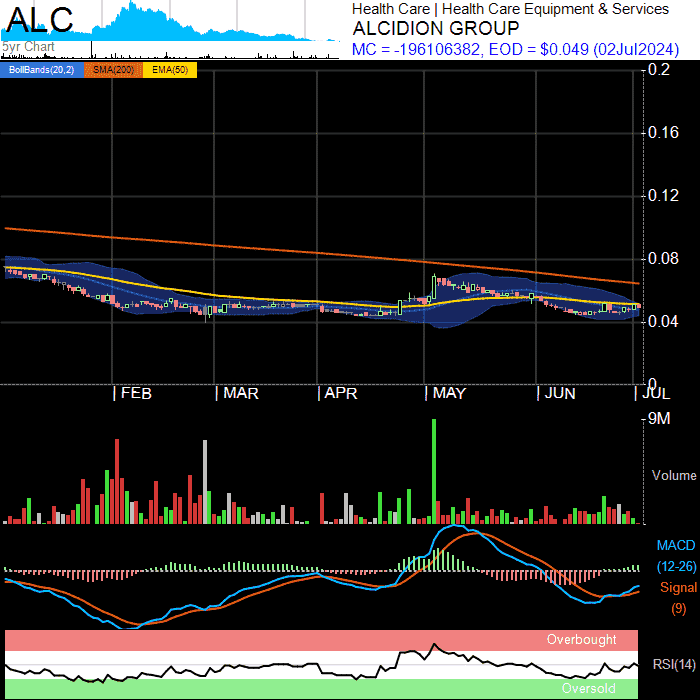 ALC
5yr Chart
Health Care | Health Care Equipment & Services
ALCIDION GROUP
MC = -196106382, EOD = $0.049 (02Jul2024)
BollBands(20,2) SMA(200) EMA(50)
0.2
0.16
0.12
0.08
0.04
0
FEB MAR APR MAY JUN JUL
9M
Volume
MACD
(12-26)
Signal
(9)
Overbought
RSI(14)
Oversold